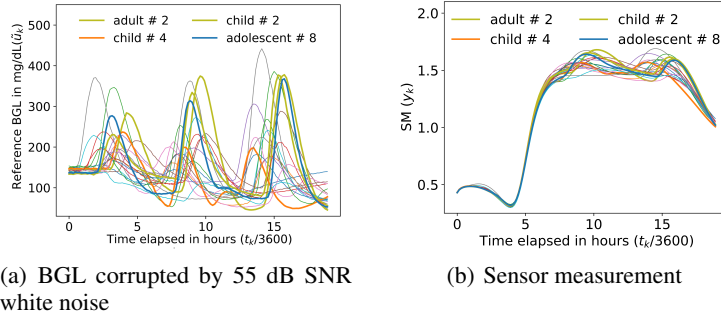 adult # 2 child # 2
child # 4 adolescent # 8
Reference BGL in mg/dL(ũₖ)
500
400
300
200
100
0 5 10 15
Time elapsed in hours (tₖ/3600)
(a) BGL corrupted by 55 dB SNR
white noise
adult # 2 child # 2
child # 4 adolescent # 8
SM (yₖ)
2.0
1.5
1.0
0.5
0 5 10 15
Time elapsed in hours (tₖ/3600)
(b) Sensor measurement